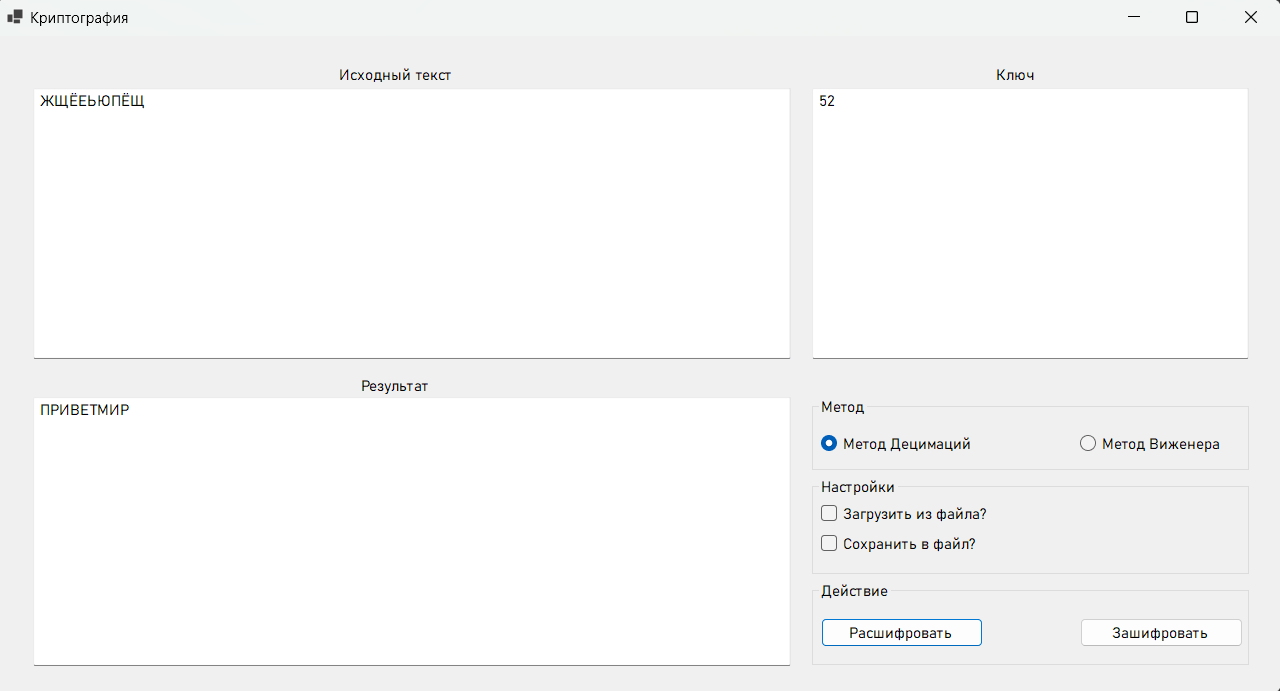 Криптография
Исходный текст
Ключ
ЖЩЁЕЬЮПЁЩ
52
Результат
ПРИВЕТМИР
Метод
Метод Децимаций
Метод Виженера
Настройки
Загрузить из файла?
Сохранить в файл?
Действие
Расшифровать
Зашифровать